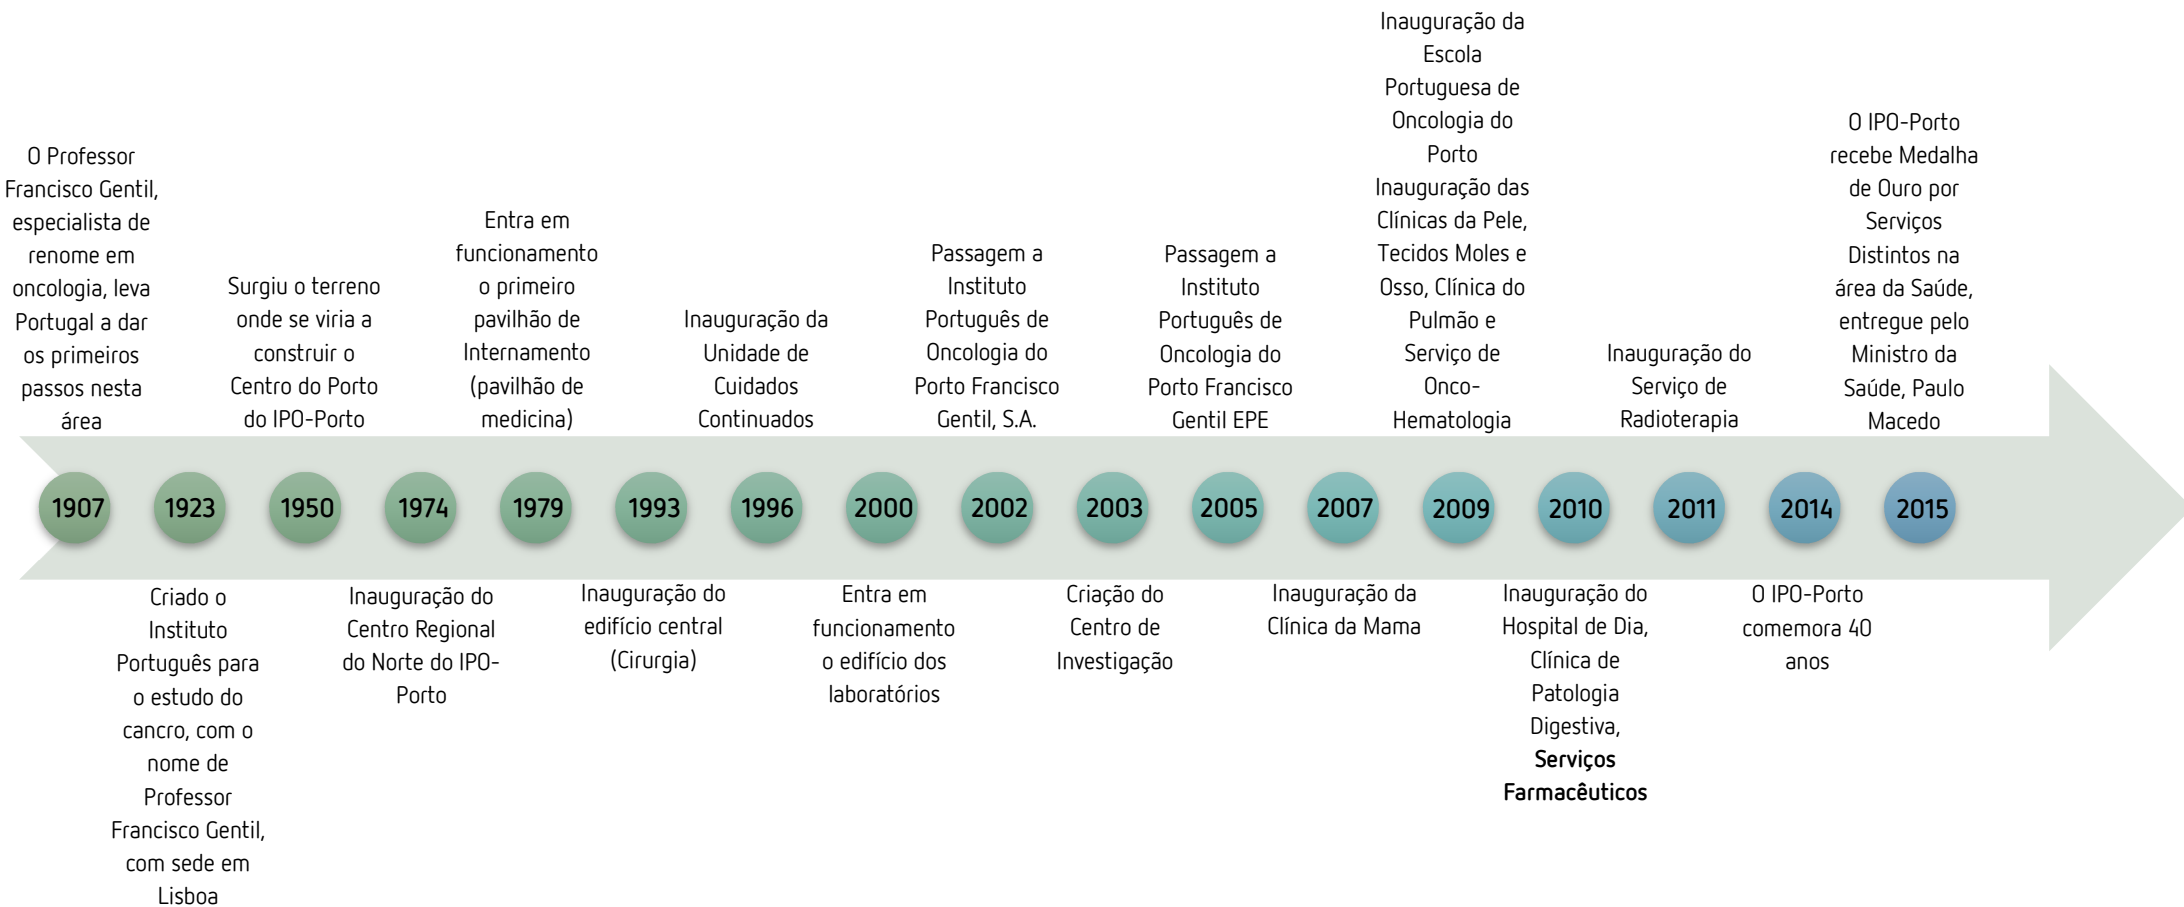 O Professor
Francisco Gentil,
especialista de
renome em
oncologia, leva
Portugal a dar
os primeiros
passos nesta
área
Surgiu o terreno
onde se viria a
construir o
Centro do Porto
do IPO-Porto
Entra em
funcionamento
o primeiro
pavilhão de
Internamento
(pavilhão de
medicina)
Inauguração da
Unidade de
Cuidados
Continuados
Passagem a
Instituto
Português de
Oncologia do
Porto Francisco
Gentil, S.A.
Passagem a
Instituto
Português de
Oncologia do
Porto Francisco
Gentil EPE
Inauguração da
Escola
Portuguesa de
Oncologia do
Porto
Inauguração das
Clínicas da Pele,
Tecidos Moles e
Osso, Clínica do
Pulmão e
Serviço de
Onco-
Hematologia
Inauguração do
Serviço de
Radioterapia
O IPO-Porto
recebe Medalha
de Ouro por
Serviços
Distintos na
área da Saúde,
entregue pelo
Ministro da
Saúde, Paulo
Macedo
1907 1923 1950 1974 1979 1993 1996 2000 2002 2003 2005 2007 2009 2010 2011 2014 2015
Criado o
Instituto
Português para
o estudo do
cancro, com o
nome de
Professor
Francisco Gentil,
com sede em
Lisboa
Inauguração do
Centro Regional
do Norte do IPO-
Porto
Inauguração do
edifício central
(Cirurgia)
Entra em
funcionamento
o edifício dos
laboratórios
Criação do
Centro de
Investigação
Inauguração da
Clínica da Mama
Inauguração do
Hospital de Dia,
Clínica de
Patologia
Digestiva,
Serviços
Farmacêuticos
O IPO-Porto
comemora 40
anos